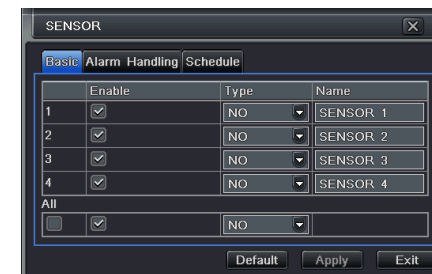 SENSOR
Basic Alarm Handling Schedule
Enable Type Name
1 NO SENSOR 1
2 NO SENSOR 2
3 NO SENSOR 3
4 NO SENSOR 4
All
NO
Default Apply Exit